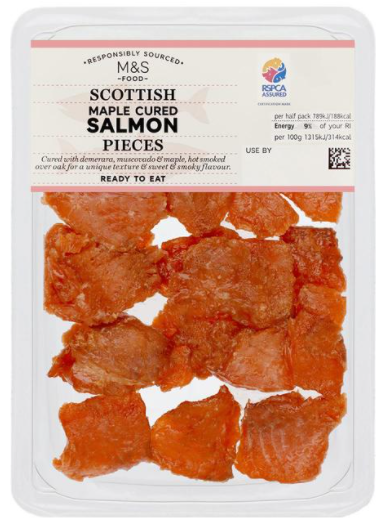 RESPONSIBLY SOURCED
M&S
-FOOD-
SCOTTISH
MAPLE CURED
SALMON
PIECES
Cured with demerara, muscovado & maple, hot smoked
over oak for a unique texture & sweet & smoky flavour.
READY TO EAT
RSPCA
ASSURED
per half pack 789kJ/188kcal
Energy 9% of your RI
per 100g 1315kJ/314kcal
USE BY